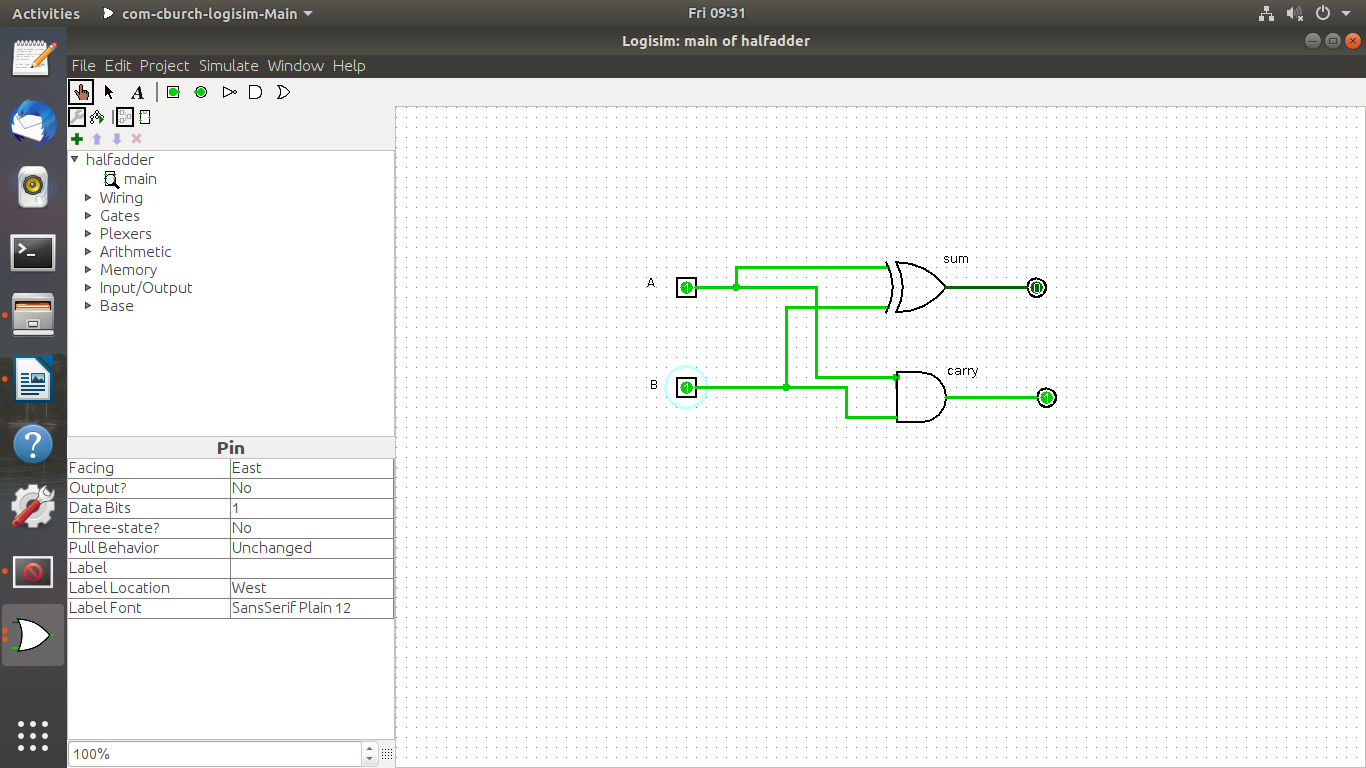 Activities com-cburch-logisim-Main Fri 09:31
Logisim: main of halfadder
File Edit Project Simulate Window Help
A
halfadder
main
Wiring
Gates
Plexers
Arithmetic
Memory
Input/Output
Base
sum
A 1 0
B 1
carry
1
Pin
Facing East
Output? No
Data Bits 1
Three-state? No
Pull Behavior Unchanged
Label
Label Location West
Label Font SansSerif Plain 12
100%